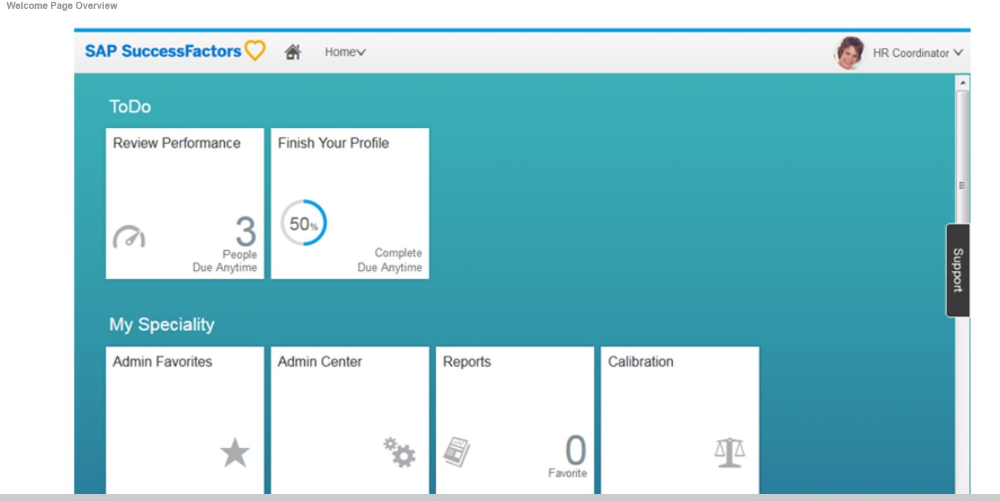 Welcome Page Overview
SAP SuccessFactors
Home
HR Coordinator
ToDo
Review Performance
3
People
Due Anytime
Finish Your Profile
50%
Complete
Due Anytime
Support
My Speciality
Admin Favorites
Admin Center
Reports
0
Favorite
Calibration